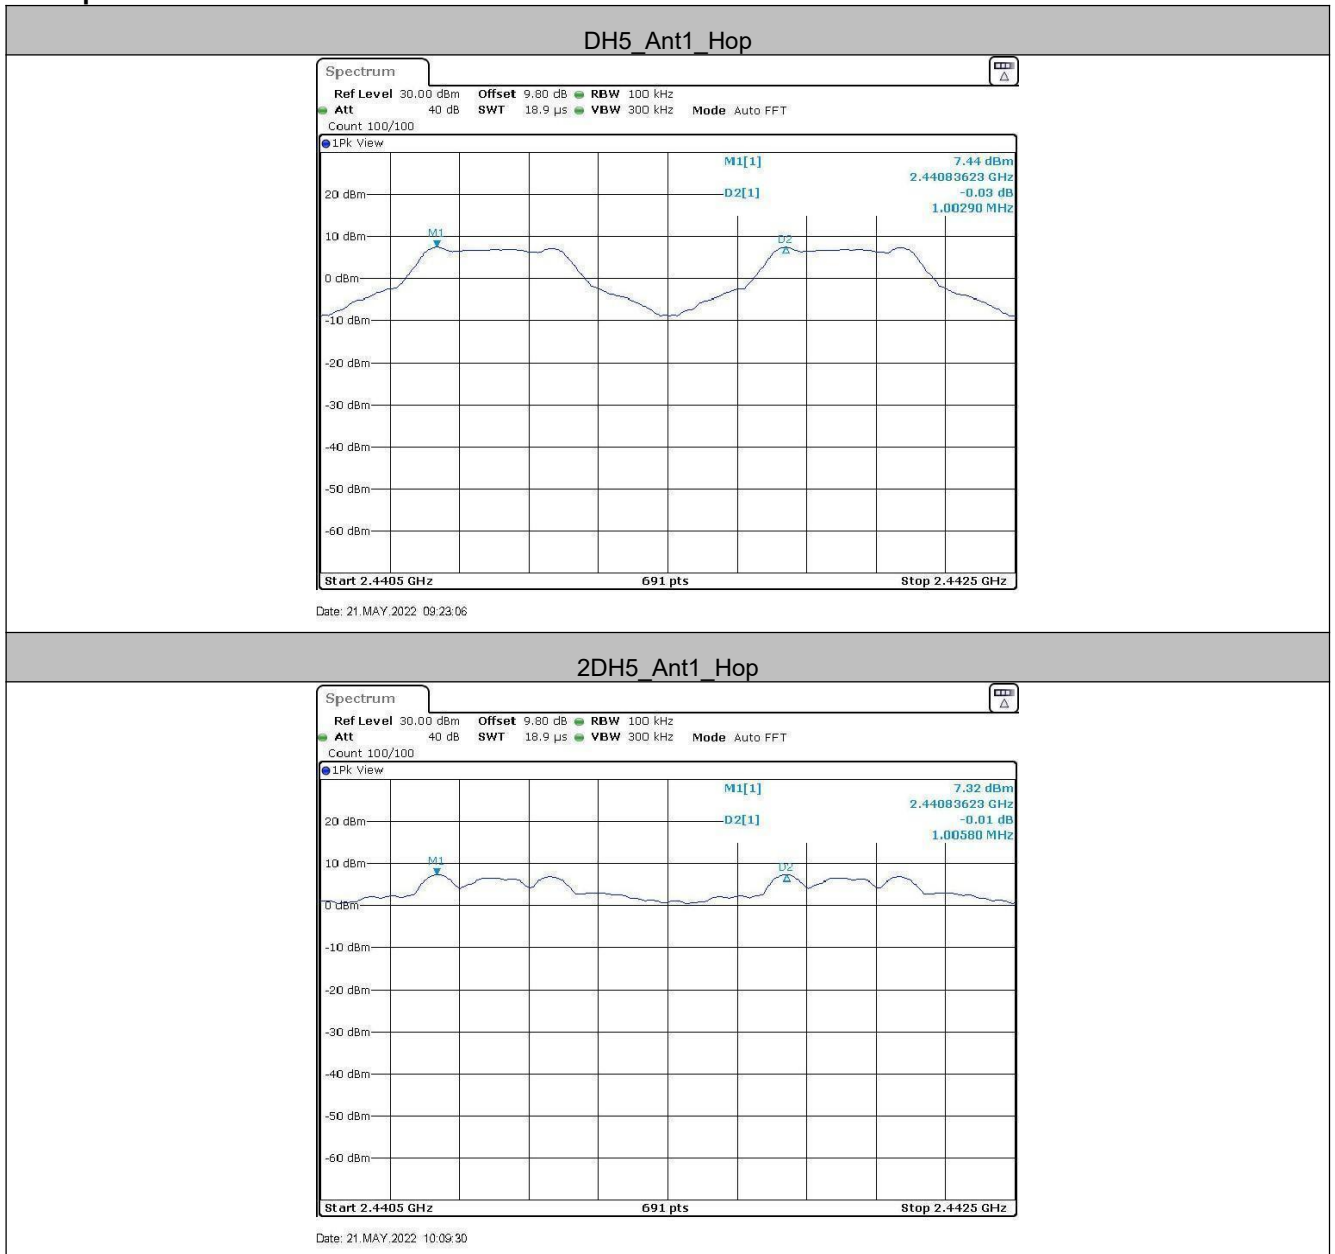 DH5_Ant1_Hop
Spectrum
Ref Level 30.00 dBm Offset 9.80 dB RBW 100 kHz
Att 40 dB SWT 18.9 µs VBW 300 kHz Mode Auto FFT
Count 100/100
1Pk View
M1[1] 7.44 dBm
2.44083623 GHz
20 dBm D2[1] -0.03 dB
1.00290 MHz
10 dBm M1 D2
0 dBm
-10 dBm
-20 dBm
-30 dBm
-40 dBm
-50 dBm
-60 dBm
Start 2.4405 GHz 691 pts Stop 2.4425 GHz
Date: 21.MAY.2022 09:23:06
2DH5_Ant1_Hop
Spectrum
Ref Level 30.00 dBm Offset 9.80 dB RBW 100 kHz
Att 40 dB SWT 18.9 µs VBW 300 kHz Mode Auto FFT
Count 100/100
1Pk View
M1[1] 7.32 dBm
2.44083623 GHz
20 dBm D2[1] -0.01 dB
1.00580 MHz
10 dBm M1 D2
0 dBm
-10 dBm
-20 dBm
-30 dBm
-40 dBm
-50 dBm
-60 dBm
Start 2.4405 GHz 691 pts Stop 2.4425 GHz
Date: 21.MAY.2022 10:09:30